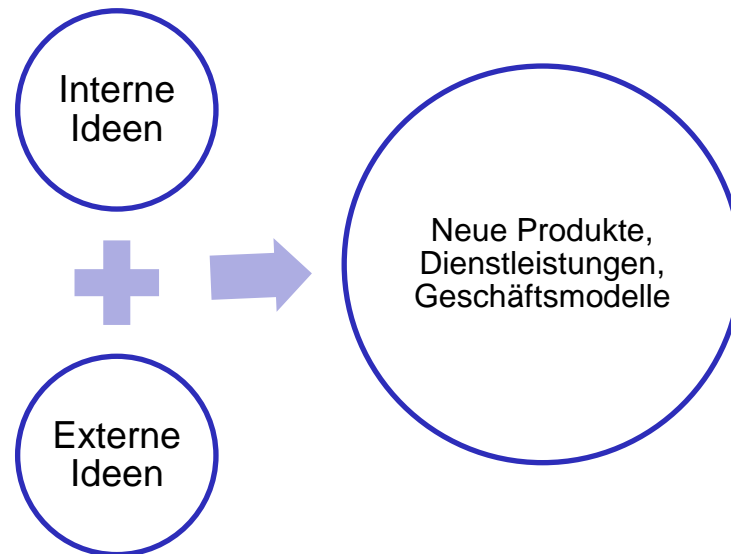 Interne
Ideen
Externe
Ideen
Neue Produkte,
Dienstleistungen,
Geschäftsmodelle